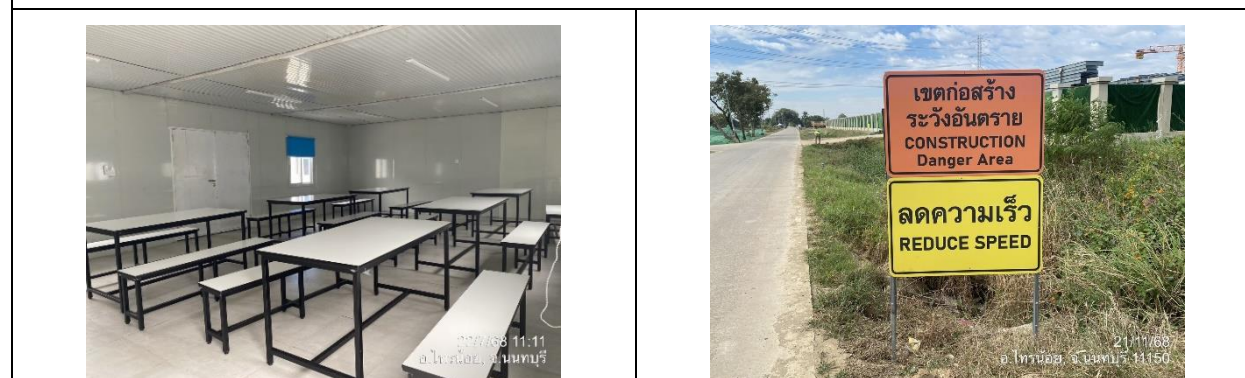 11:11
อ.ไทรน้อย, จ.นนทบุรี
เขตก่อสร้าง
ระวังอันตราย
CONSTRUCTION
Danger Area
ลดความเร็ว
REDUCE SPEED
21/11/68
อ.ไทรน้อย, จ.นนทบุรี 11150